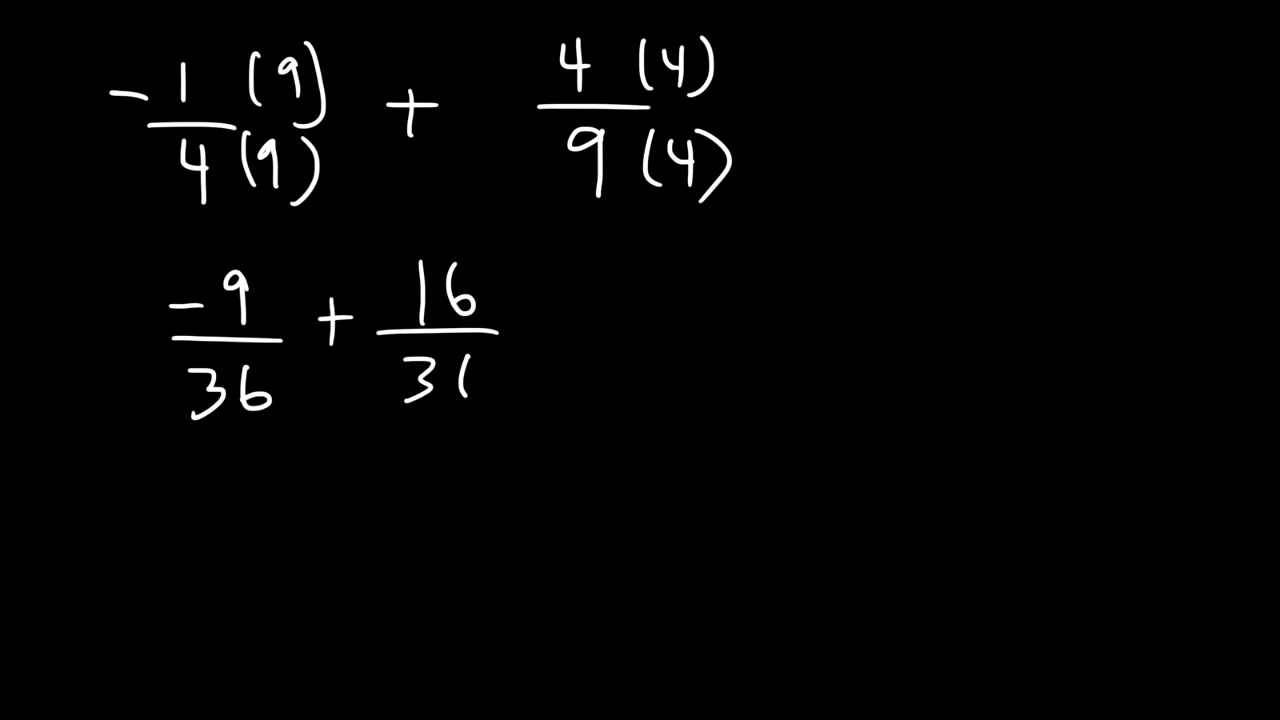 - 1 (9) + 4 (4)
4 (9) 9 (4)
- 9 + 16
36 3(